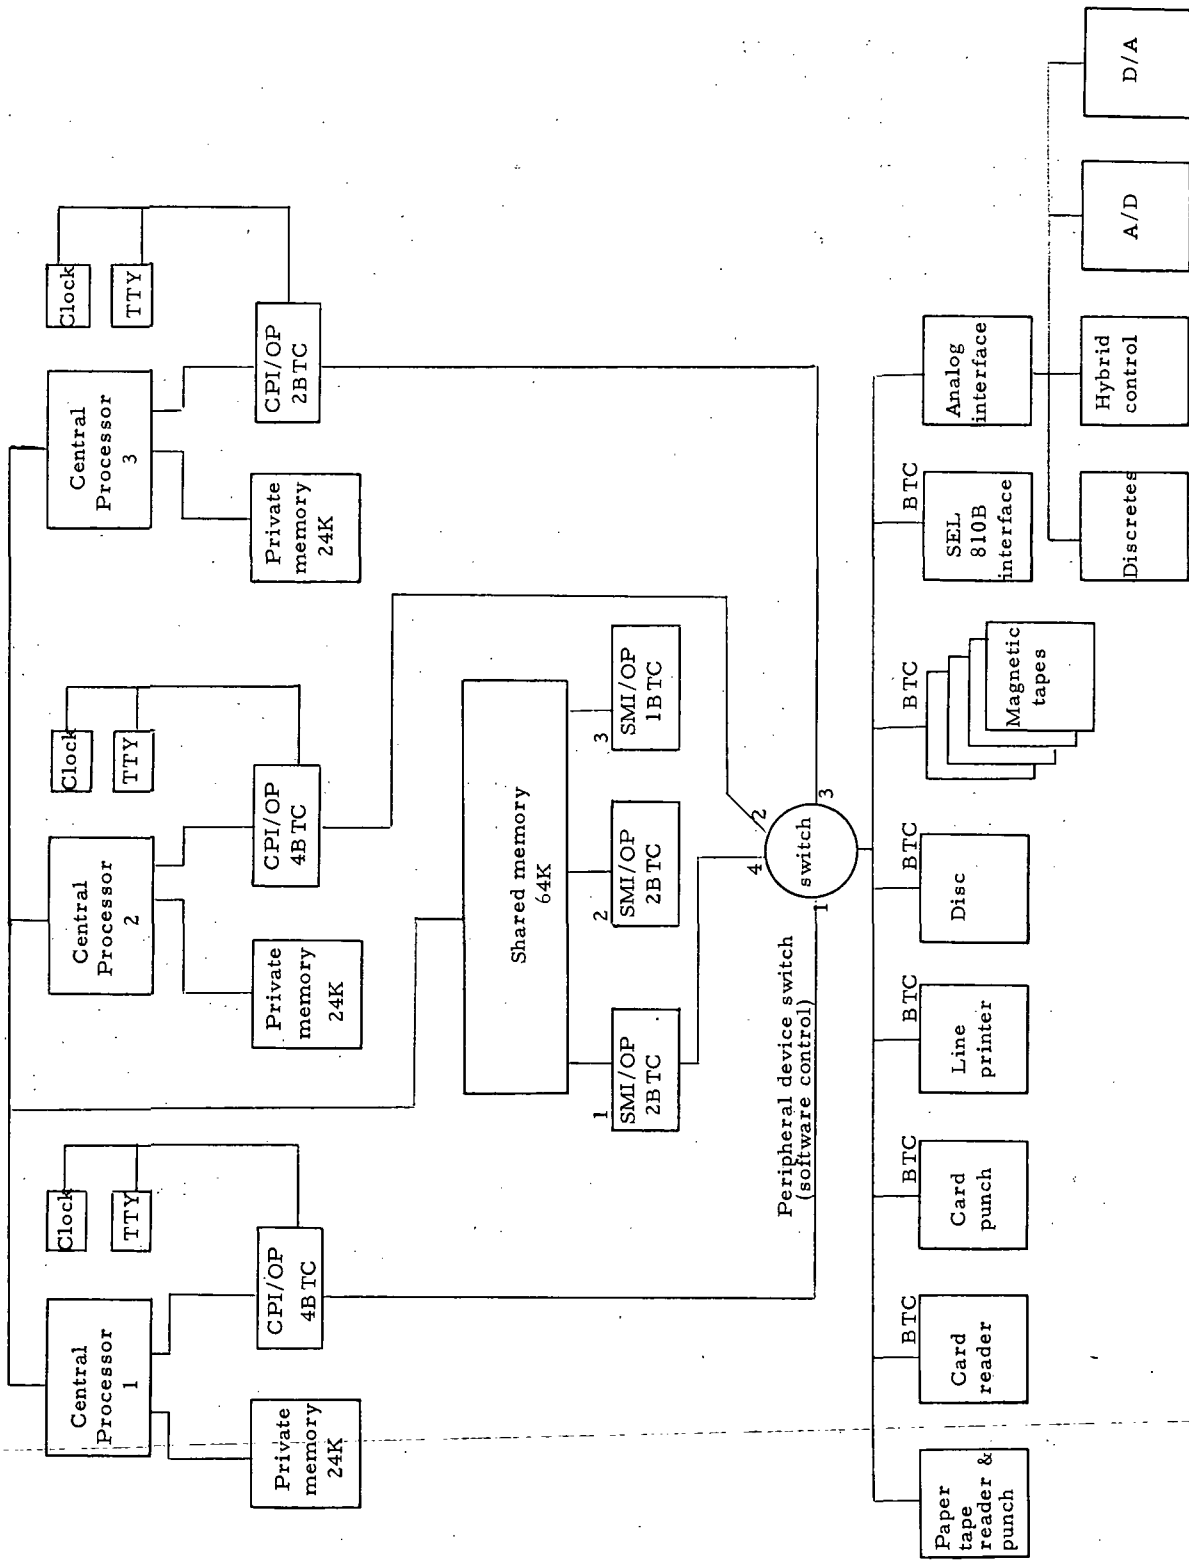 Clock
TTY
Clock
TTY
Clock
TTY
Central
Processor
1
Central
Processor
2
Central
Processor
3
Private
memory
24K
CPI/OP
4BTC
Private
memory
24K
CPI/OP
4BTC
Private
memory
24K
CPI/OP
2BTC
Shared memory
64K
1
SMI/OP
2BTC
2
SMI/OP
2BTC
3
SMI/OP
1BTC
Peripheral device switch
(software control)
4
2
1
3
switch
Paper
tape
reader &
punch
BTC
Card
reader
BTC
Card
punch
BTC
Line
printer
BTC
Disc
BTC
Magnetic
tapes
BTC
SEL
810B
interface
Analog
interface
Discretes
Hybrid
control
A/D
D/A